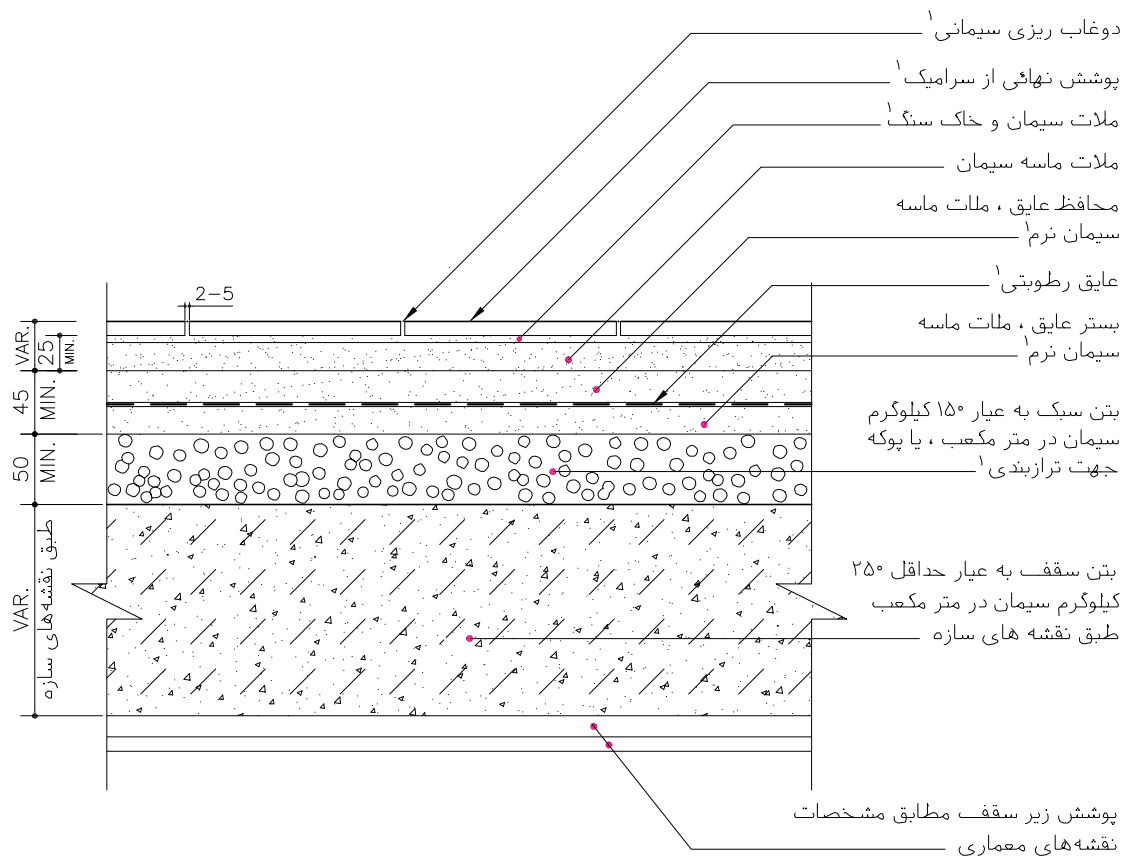 دوغاب ریزی سیمانی۱
پوشش نهائی از سرامیک۱
ملات سیمان و خاک سنگ۱
ملات ماسه سیمان
محافظ عایق ، ملات ماسه
سیمان نرم۱
عایق رطوبتی۱
بستر عایق ، ملات ماسه
سیمان نرم۱
بتن سبک به عیار ۱۵۰ کیلوگرم
سیمان در متر مکعب ، یا پوکه
جهت ترازبندی ۱
بتن سقف به عیار حداقل ۲۵۰
کیلوگرم سیمان در متر مکعب
طبق نقشه های سازه
پوشش زیر سقف مطابق مشخصات
نقشه‌های معماری
2-5
VAR.
25
MIN.
45
MIN.
50
MIN.
VAR.
طبق نقشه‌های سازه